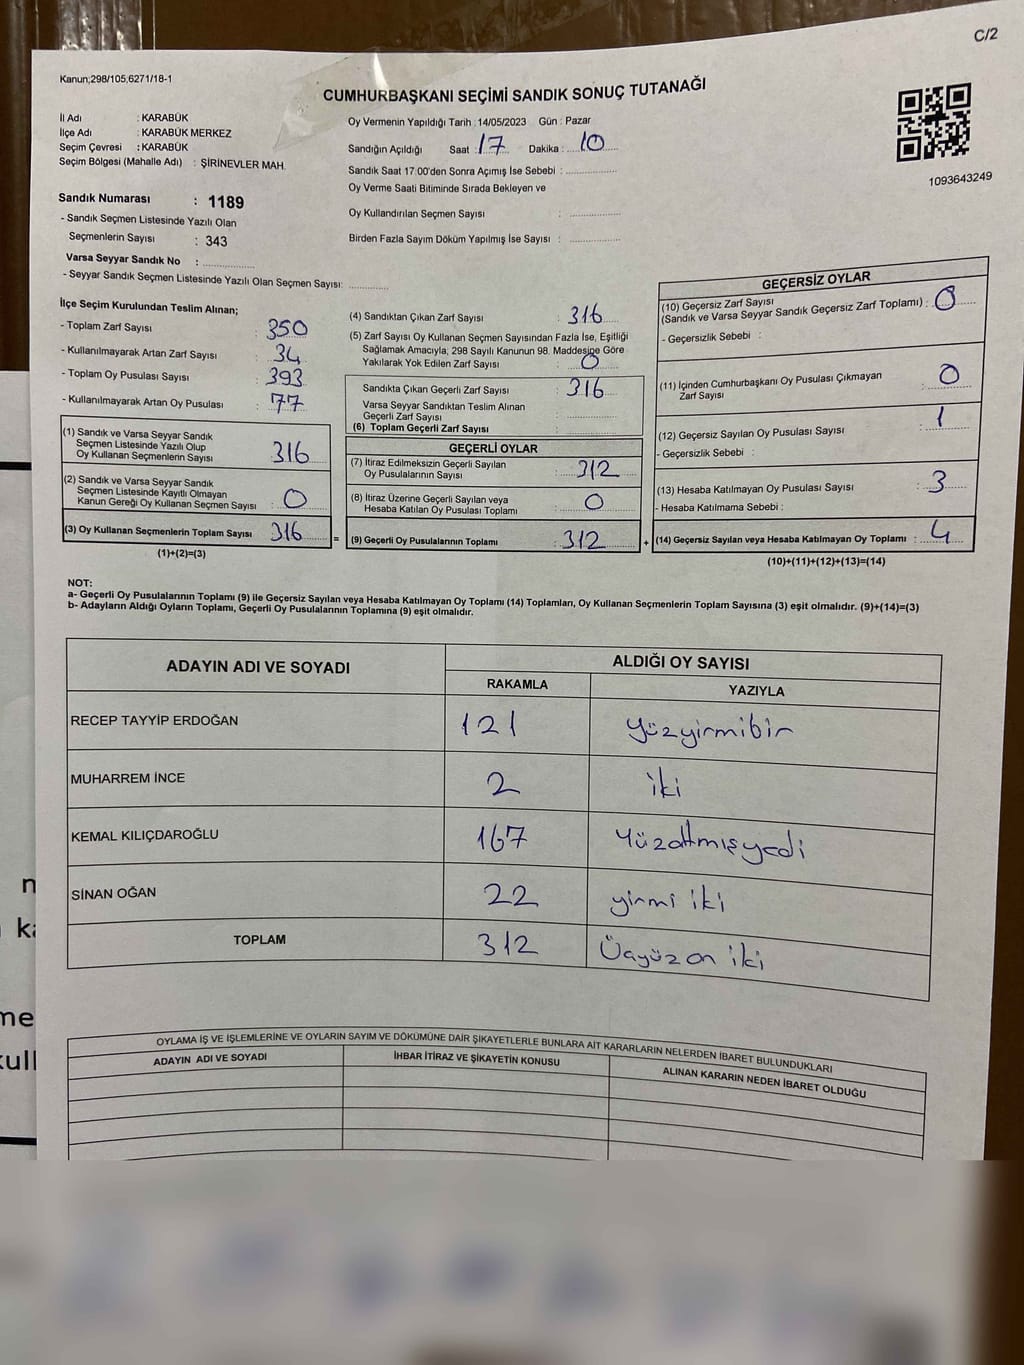 C/2
Kanun;298/105,6271/18-1
CUMHURBAŞKANI SEÇİMİ SANDIK SONUÇ TUTANAĞI
İl Adı : KARABÜK
İlçe Adı : KARABÜK MERKEZ
Seçim Çevresi : KARABÜK
Seçim Bölgesi (Mahalle Adı) : ŞİRİNEVLER MAH.
Oy Vermenin Yapıldığı Tarih : 14/05/2023 Gün : Pazar
Sandığın Açıldığı Saat : 17 Dakika : 10
Sandık Saat 17:00'den Sonra Açımış İse Sebebi :
Oy Verme Saati Bitiminde Sırada Bekleyen ve
Oy Kullandırılan Seçmen Sayısı :
Birden Fazla Sayım Döküm Yapılmış İse Sayısı :
1093643249
Sandık Numarası : 1189
- Sandık Seçmen Listesinde Yazılı Olan
Seçmenlerin Sayısı : 343
Varsa Seyyar Sandık No :
- Seyyar Sandık Seçmen Listesinde Yazılı Olan Seçmen Sayısı:
İlçe Seçim Kurulundan Teslim Alınan;
- Toplam Zarf Sayısı : 350
- Kullanılmayarak Artan Zarf Sayısı : 34
- Toplam Oy Pusulası Sayısı : 393
- Kullanılmayarak Artan Oy Pusulası : 77
(1) Sandık ve Varsa Seyyar Sandık
Seçmen Listesinde Yazılı Olup
Oy Kullanan Seçmenlerin Sayısı : 316
(2) Sandık ve Varsa Seyyar Sandık
Seçmen Listesinde Kayıtlı Olmayan
Kanun Gereği Oy Kullanan Seçmen Sayısı : 0
(3) Oy Kullanan Seçmenlerin Toplam Sayısı : 316 =
(1)+(2)=(3)
(4) Sandıktan Çıkan Zarf Sayısı : 316
(5) Zarf Sayısı Oy Kullanan Seçmen Sayısından Fazla İse, Eşitliği
Sağlamak Amacıyla, 298 Sayılı Kanunun 98. Maddesine Göre
Yakılarak Yok Edilen Zarf Sayısı : 0
Sandıkta Çıkan Geçerli Zarf Sayısı : 316
Varsa Seyyar Sandıktan Teslim Alınan
Geçerli Zarf Sayısı :
(6) Toplam Geçerli Zarf Sayısı :
GEÇERLİ OYLAR
(7) İtiraz Edilmeksizin Geçerli Sayılan
Oy Pusulalarının Sayısı : 312
(8) İtiraz Üzerine Geçerli Sayılan veya
Hesaba Katılan Oy Pusulası Toplamı : 0
(9) Geçerli Oy Pusulalarının Toplamı : 312 +
GEÇERSİZ OYLAR
(10) Geçersiz Zarf Sayısı
(Sandık ve Varsa Seyyar Sandık Geçersiz Zarf Toplamı) : 0
- Geçersizlik Sebebi :
(11) İçinden Cumhurbaşkanı Oy Pusulası Çıkmayan
Zarf Sayısı : 0
(12) Geçersiz Sayılan Oy Pusulası Sayısı : 1
- Geçersizlik Sebebi :
(13) Hesaba Katılmayan Oy Pusulası Sayısı : 3
- Hesaba Katılmama Sebebi :
(14) Geçersiz Sayılan veya Hesaba Katılmayan Oy Toplamı : 4
(10)+(11)+(12)+(13)=(14)
NOT:
a- Geçerli Oy Pusulalarının Toplamı (9) ile Geçersiz Sayılan veya Hesaba Katılmayan Oy Toplamı (14) Toplamları, Oy Kullanan Seçmenlerin Toplam Sayısına (3) eşit olmalıdır. (9)+(14)=(3)
b- Adayların Aldığı Oyların Toplamı, Geçerli Oy Pusulalarının Toplamına (9) eşit olmalıdır.
ADAYIN ADI VE SOYADI
ALDIĞI OY SAYISI
RAKAMLA YAZIYLA
RECEP TAYYİP ERDOĞAN 121 Yüzyirmibir
MUHARREM İNCE 2 iki
KEMAL KILIÇDAROĞLU 167 Yüzaltmışyedi
SİNAN OĞAN 22 yirmi iki
TOPLAM 312 Üçyüz on iki
OYLAMA İŞ VE İŞLEMLERİNE VE OYLARIN SAYIM VE DÖKÜMÜNE DAİR ŞİKAYETLERLE BUNLARA AİT KARARLARIN NELERDEN İBARET BULUNDUKLARI
ADAYIN ADI VE SOYADI
İHBAR İTİRAZ VE ŞİKAYETİN KONUSU
ALINAN KARARIN NEDEN İBARET OLDUĞU